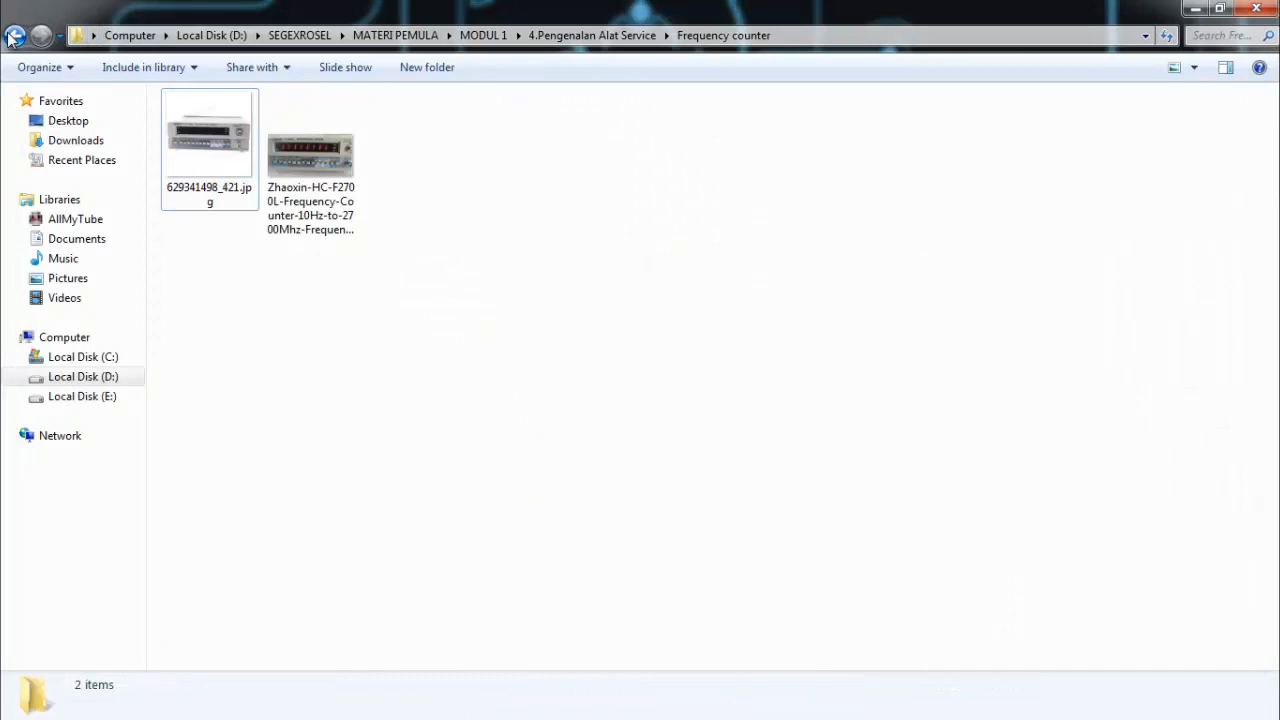 Computer Local Disk (D:) SEGEXROSEL MATERI PEMULA MODUL 1 4.Pengenalan Alat Service Frequency counter Search Fre...
Organize Include in library Share with Slide show New folder
Favorites
Desktop
Downloads
Recent Places
Libraries
AllMyTube
Documents
Music
Pictures
Videos
Computer
Local Disk (C:)
Local Disk (D:)
Local Disk (E:)
Network
629341498_421.jp
g
Zhaoxin-HC-F270
0L-Frequency-Co
unter-10Hz-to-27
00Mhz-Frequen...
2 items